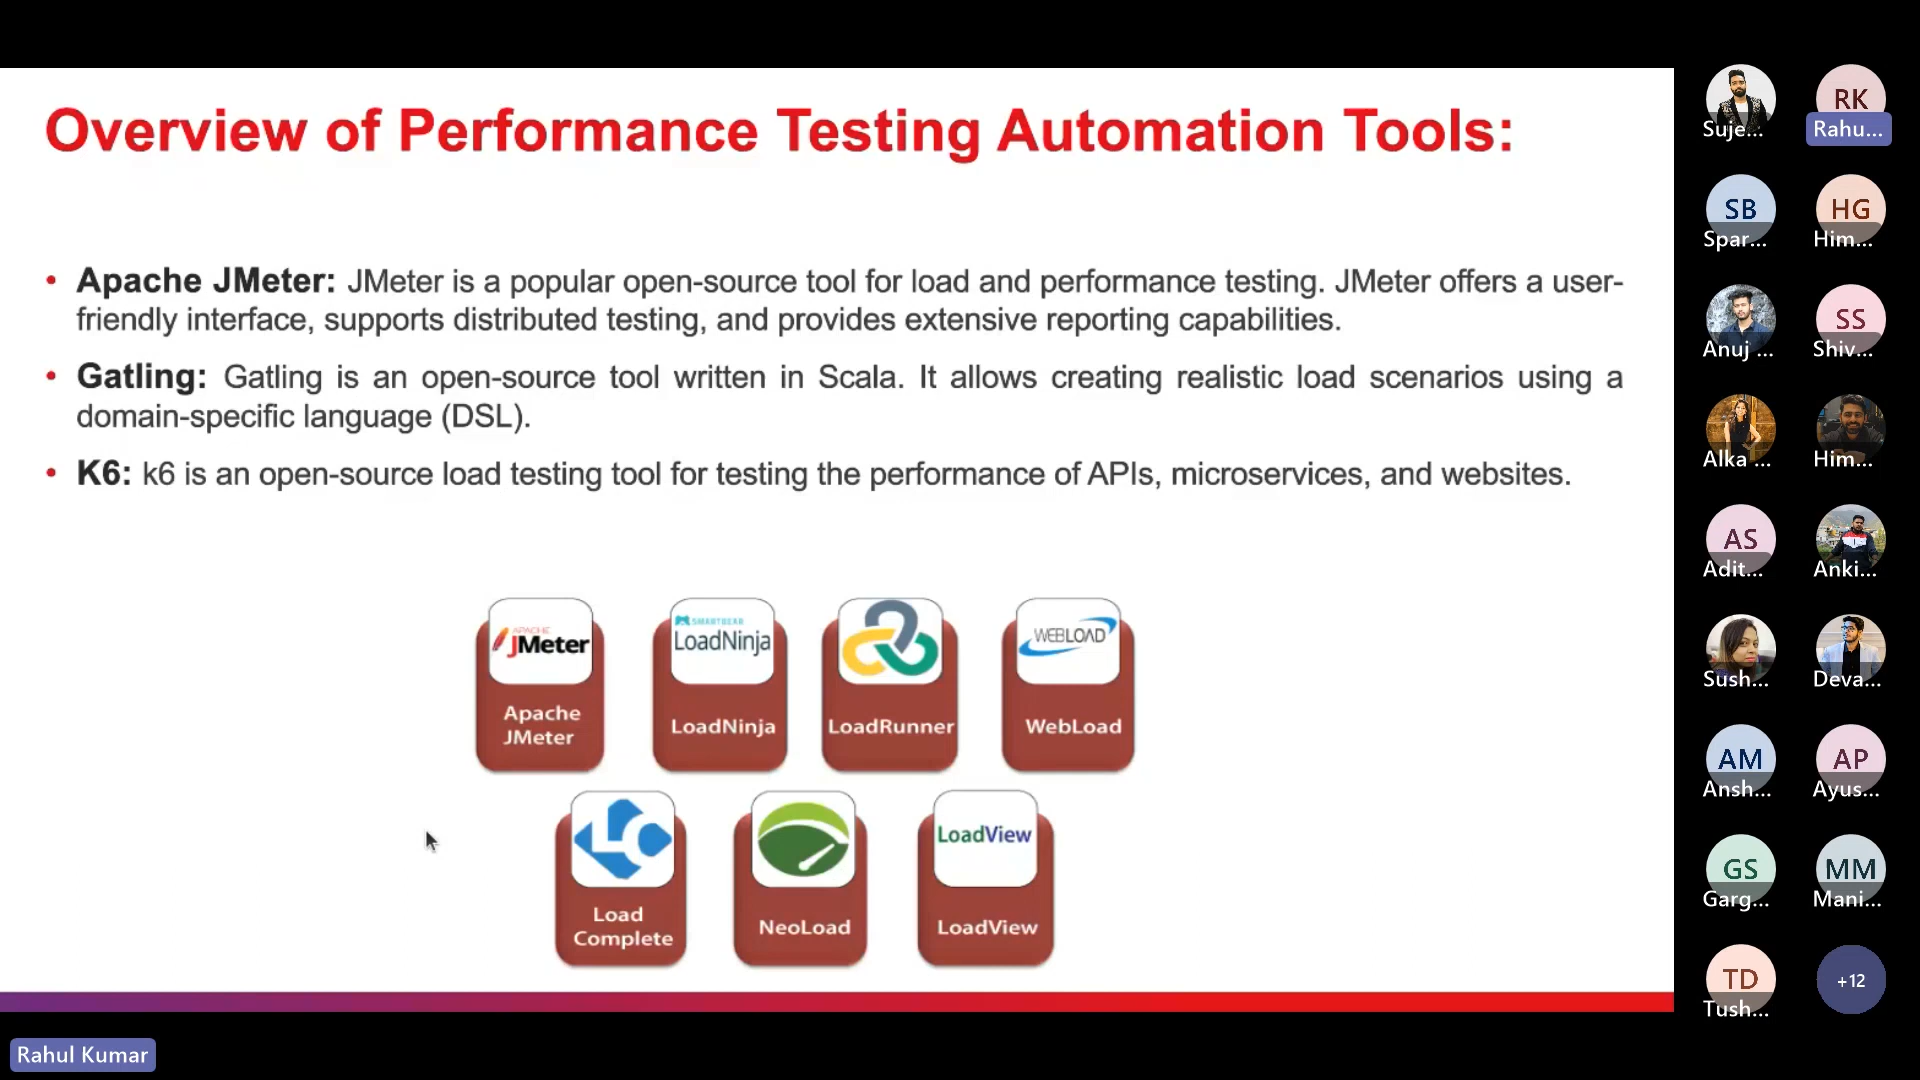 Overview of Performance Testing Automation Tools:
• Apache JMeter: JMeter is a popular open-source tool for load and performance testing. JMeter offers a user-
friendly interface, supports distributed testing, and provides extensive reporting capabilities.
• Gatling: Gatling is an open-source tool written in Scala. It allows creating realistic load scenarios using a
domain-specific language (DSL).
• K6: k6 is an open-source load testing tool for testing the performance of APIs, microservices, and websites.
APACHE
JMeter
Apache
JMeter
SMARTBEAR
LoadNinja
LoadNinja
LoadRunner
WEBLOAD
WebLoad
LC
Load
Complete
NeoLoad
LoadView
LoadView
Suje...
RK
Rahu...
SB
Spar...
HG
Him...
Anuj ...
SS
Shiv...
Alka ...
Him...
AS
Adit...
Anki...
Sush...
Deva...
AM
Ansh...
AP
Ayus...
GS
Garg...
MM
Mani...
TD
Tush...
+12
Rahul Kumar